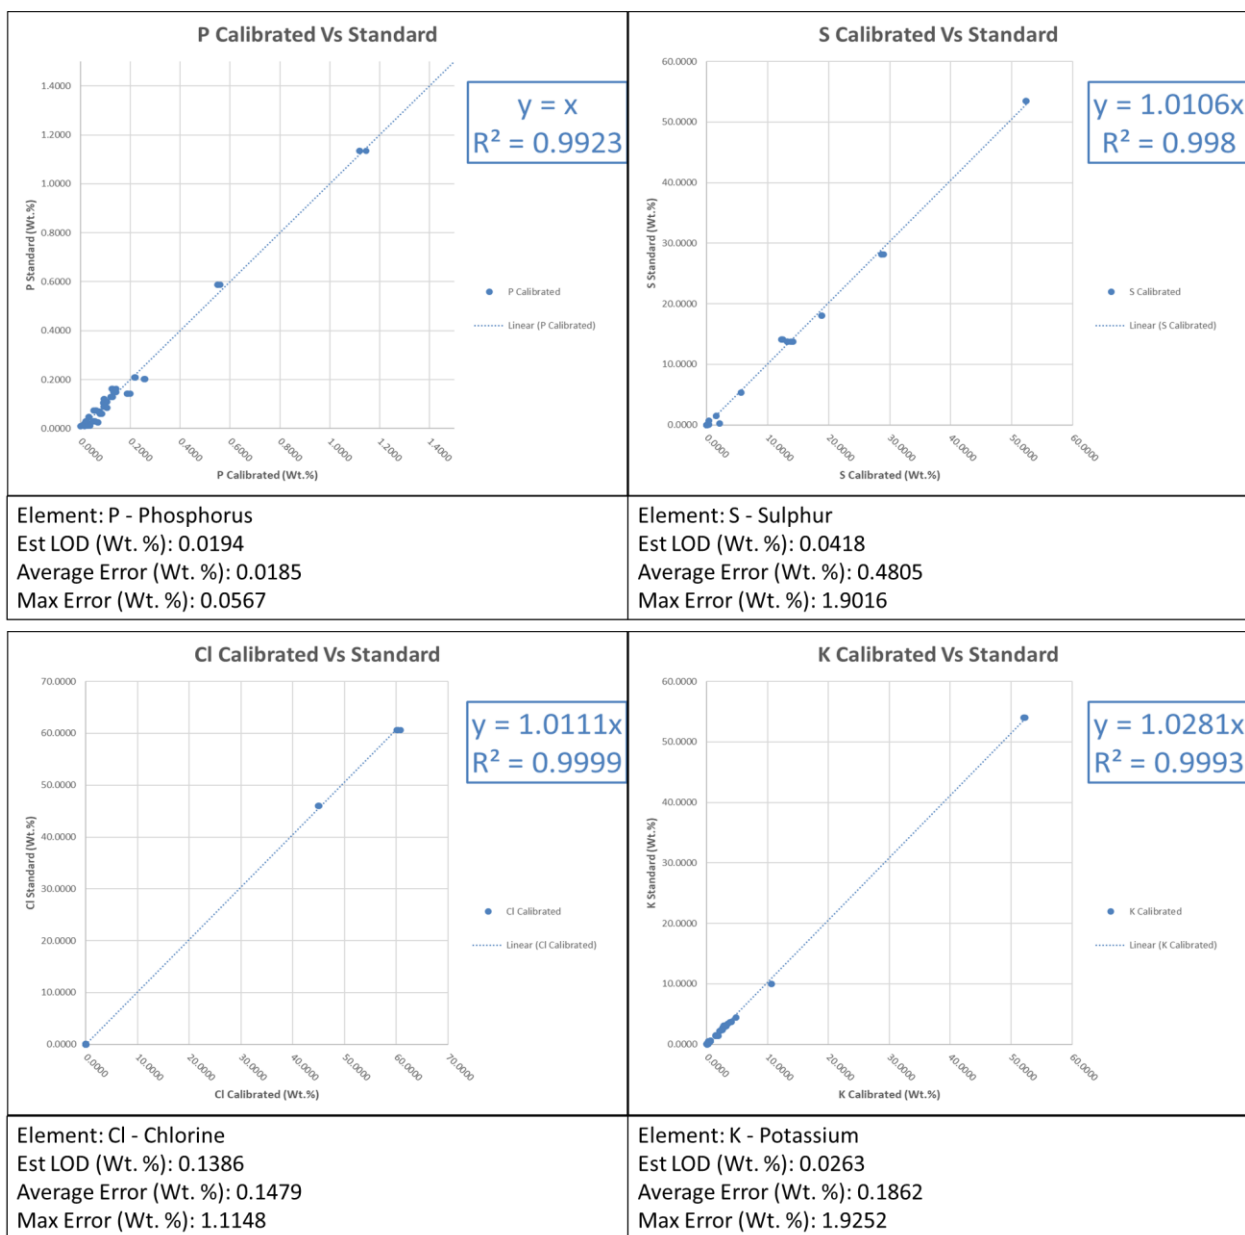 P Calibrated Vs Standard
1.4000
1.2000
1.0000
0.8000
0.6000
0.4000
0.2000
0.0000
P Standard (Wt.%)
0.0000
0.2000
0.4000
0.6000
0.8000
1.0000
1.2000
1.4000
P Calibrated (Wt.%)
y = x
R² = 0.9923
P Calibrated
Linear (P Calibrated)
Element: P - Phosphorus
Est LOD (Wt. %): 0.0194
Average Error (Wt. %): 0.0185
Max Error (Wt. %): 0.0567
S Calibrated Vs Standard
60.0000
50.0000
40.0000
30.0000
20.0000
10.0000
0.0000
S Standard (Wt.%)
0.0000
10.0000
20.0000
30.0000
40.0000
50.0000
60.0000
S Calibrated (Wt.%)
y = 1.0106x
R² = 0.998
S Calibrated
Linear (S Calibrated)
Element: S - Sulphur
Est LOD (Wt. %): 0.0418
Average Error (Wt. %): 0.4805
Max Error (Wt. %): 1.9016
Cl Calibrated Vs Standard
70.0000
60.0000
50.0000
40.0000
30.0000
20.0000
10.0000
0.0000
Cl Standard (Wt.%)
0.0000
10.0000
20.0000
30.0000
40.0000
50.0000
60.0000
70.0000
Cl Calibrated (Wt.%)
y = 1.0111x
R² = 0.9999
Cl Calibrated
Linear (Cl Calibrated)
Element: Cl - Chlorine
Est LOD (Wt. %): 0.1386
Average Error (Wt. %): 0.1479
Max Error (Wt. %): 1.1148
K Calibrated Vs Standard
60.0000
50.0000
40.0000
30.0000
20.0000
10.0000
0.0000
K Standard (Wt.%)
0.0000
10.0000
20.0000
30.0000
40.0000
50.0000
60.0000
K Calibrated (Wt.%)
y = 1.0281x
R² = 0.9993
K Calibrated
Linear (K Calibrated)
Element: K - Potassium
Est LOD (Wt. %): 0.0263
Average Error (Wt. %): 0.1862
Max Error (Wt. %): 1.9252